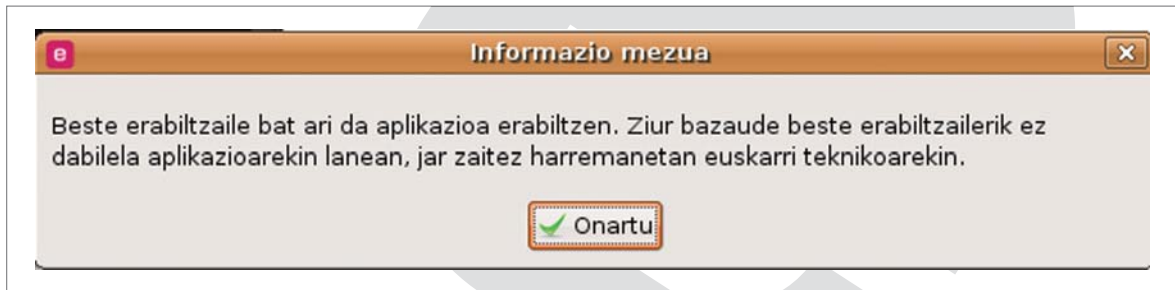 e
Informazio mezua
Beste erabiltzaile bat ari da aplikazioa erabiltzen. Ziur bazaude beste erabiltzailerik ez
dabilela aplikazioarekin lanean, jar zaitez harremanetan euskarri teknikoarekin.
Onartu